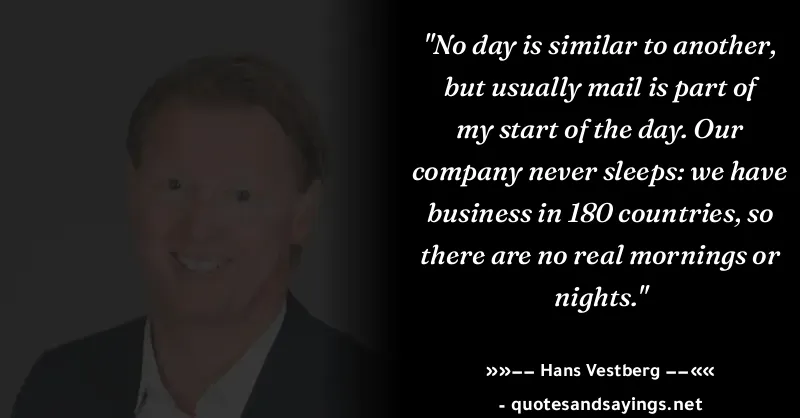 "No day is similar to another,
but usually mail is part of
my start of the day. Our
company never sleeps: we have
business in 180 countries, so
there are no real mornings or
nights."
»»–– Hans Vestberg ––««
- quotesandsayings.net